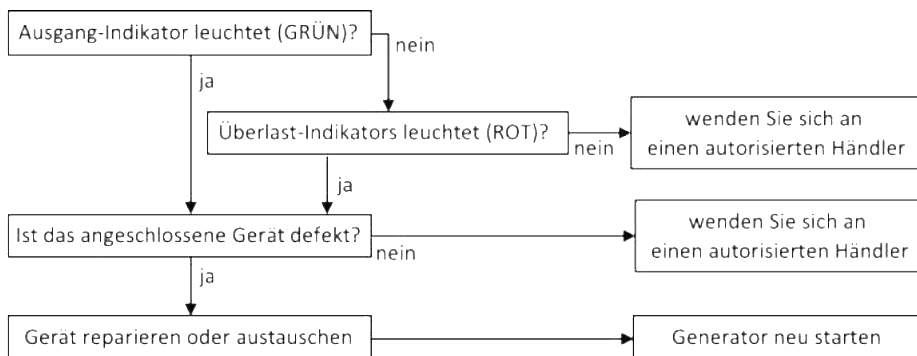 Ausgang-Indikator leuchtet (GRÜN)?
nein
ja
Überlast-Indikators leuchtet (ROT)?
nein
wenden Sie sich an
einen autorisierten Händler
ja
Ist das angeschlossene Gerät defekt?
nein
wenden Sie sich an
einen autorisierten Händler
ja
Gerät reparieren oder austauschen
Generator neu starten